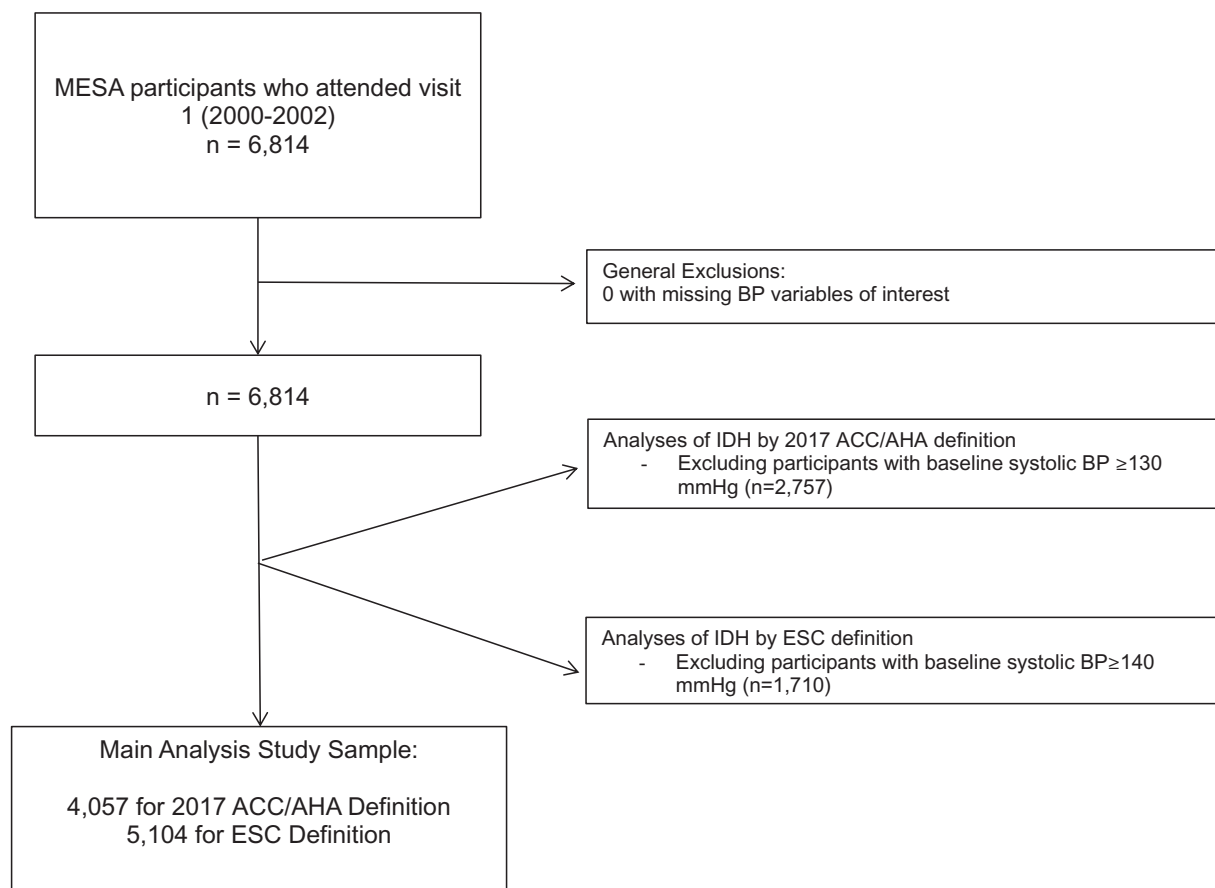 MESA participants who attended visit
1 (2000-2002)
n = 6,814
General Exclusions:
0 with missing BP variables of interest
n = 6,814
Analyses of IDH by 2017 ACC/AHA definition
- Excluding participants with baseline systolic BP ≥130
mmHg (n=2,757)
Analyses of IDH by ESC definition
- Excluding participants with baseline systolic BP≥140
mmHg (n=1,710)
Main Analysis Study Sample:
4,057 for 2017 ACC/AHA Definition
5,104 for ESC Definition